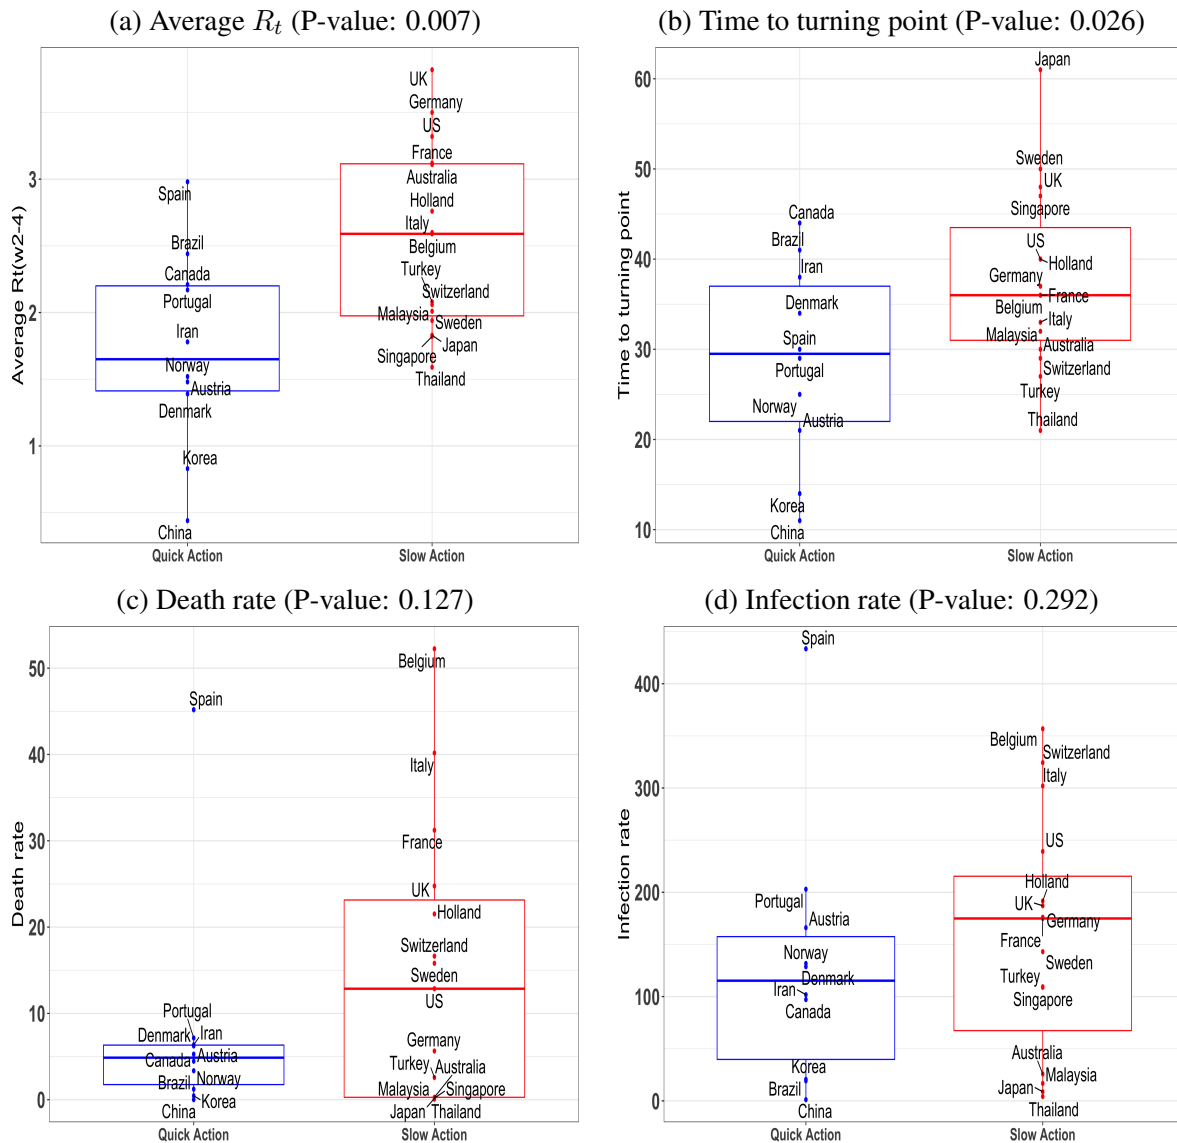 (a) Average Rt (P-value: 0.007)
Average Rt(w2-4)
3
2
1
UK
Germany
US
France
Australia
Holland
Italy
Belgium
Turkey
Switzerland
Malaysia
Sweden
Japan
Singapore
Thailand
Spain
Brazil
Canada
Portugal
Iran
Norway
Austria
Denmark
Korea
China
Quick Action
Slow Action
(b) Time to turning point (P-value: 0.026)
Time to turning point
60
50
40
30
20
10
Japan
Sweden
UK
Singapore
US
Holland
Germany
France
Belgium
Italy
Malaysia
Australia
Switzerland
Turkey
Thailand
Canada
Brazil
Iran
Denmark
Spain
Portugal
Norway
Austria
Korea
China
Quick Action
Slow Action
(c) Death rate (P-value: 0.127)
Death rate
50
40
30
20
10
0
Spain
Portugal
Denmark
Iran
Austria
Canada
Norway
Brazil
Korea
China
Belgium
Italy
France
UK
Holland
Switzerland
Sweden
US
Germany
Turkey
Australia
Malaysia
Singapore
Japan
Thailand
Quick Action
Slow Action
(d) Infection rate (P-value: 0.292)
Infection rate
400
300
200
100
0
Spain
Portugal
Austria
Norway
Denmark
Iran
Canada
Korea
Brazil
China
Belgium
Switzerland
Italy
US
Holland
UK
Germany
France
Sweden
Turkey
Singapore
Australia
Malaysia
Japan
Thailand
Quick Action
Slow Action